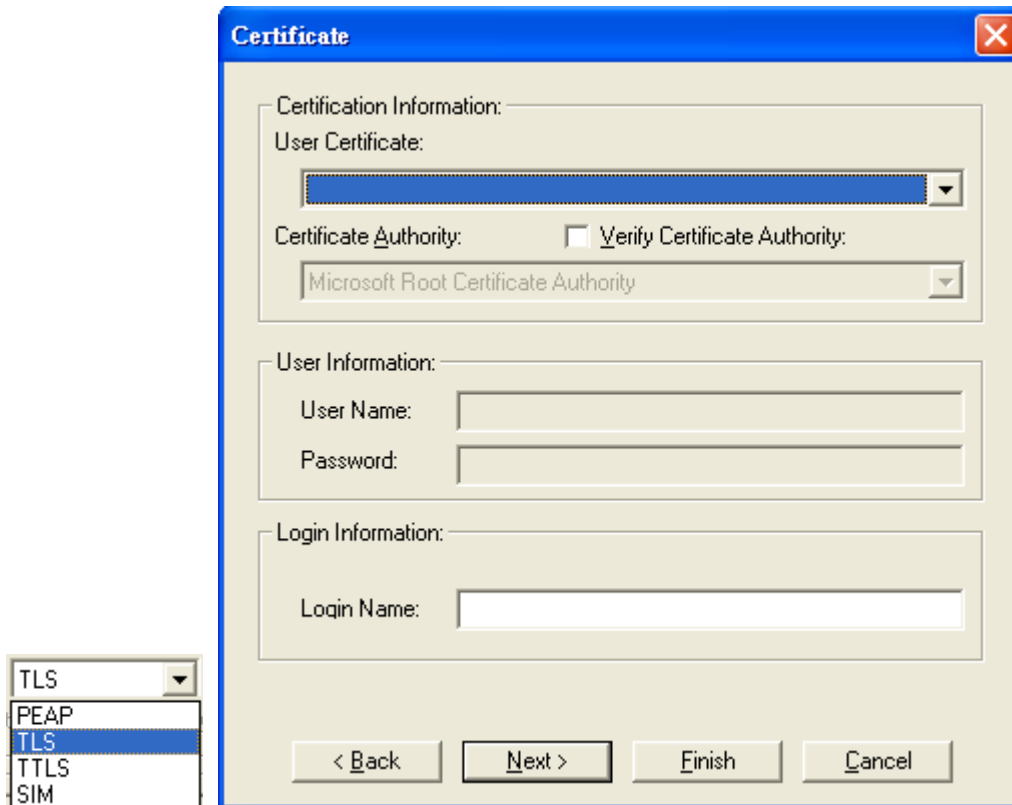 Certificate
Certification Information:
User Certificate:
Certificate Authority:
Verify Certificate Authority:
Microsoft Root Certificate Authority
User Information:
User Name:
Password:
Login Information:
Login Name:
< Back
Next >
Finish
Cancel
TLS
PEAP
TLS
TTLS
SIM